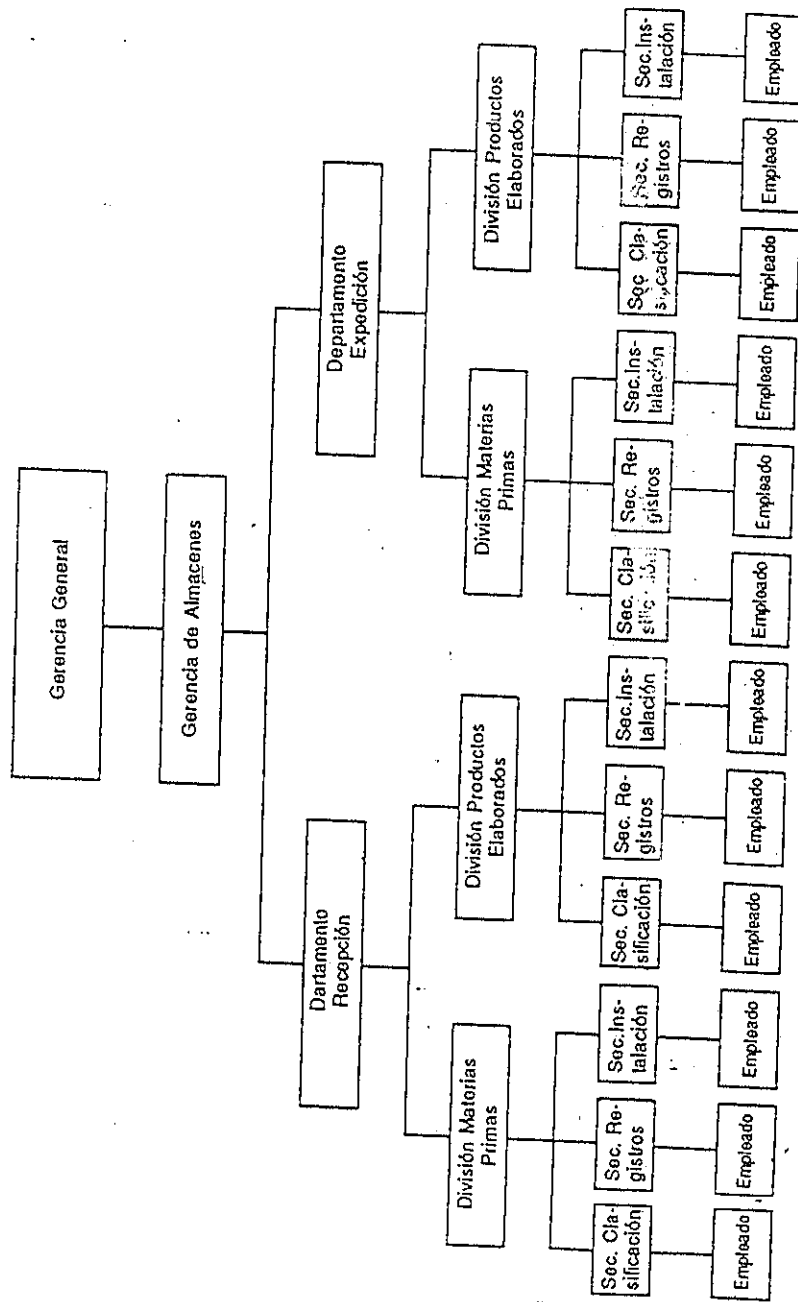 Gerencia General
Gerencia de Almacenes
Dartamento
Recepción
Departamento
Expedición
División Materias
Primas
División Productos
Elaborados
División Materias
Primas
División Productos
Elaborados
Sec. Cla-
sificación
Sec. Re-
gistros
Sec.Ins-
talación
Sec. Cla-
sificación
Sec. Re-
gistros
Sec.Ins-
talación
Sec. Cla-
Sec. Re-
gistros
Sec.Ins-
talación
Sec Cla-
sificación
Sec. Re-
gistros
Sec.Ins-
talación
Empleado
Empleado
Empleado
Empleado
Empleado
Empleado
Empleado
Empleado
Empleado
Empleado
Empleado
Empleado